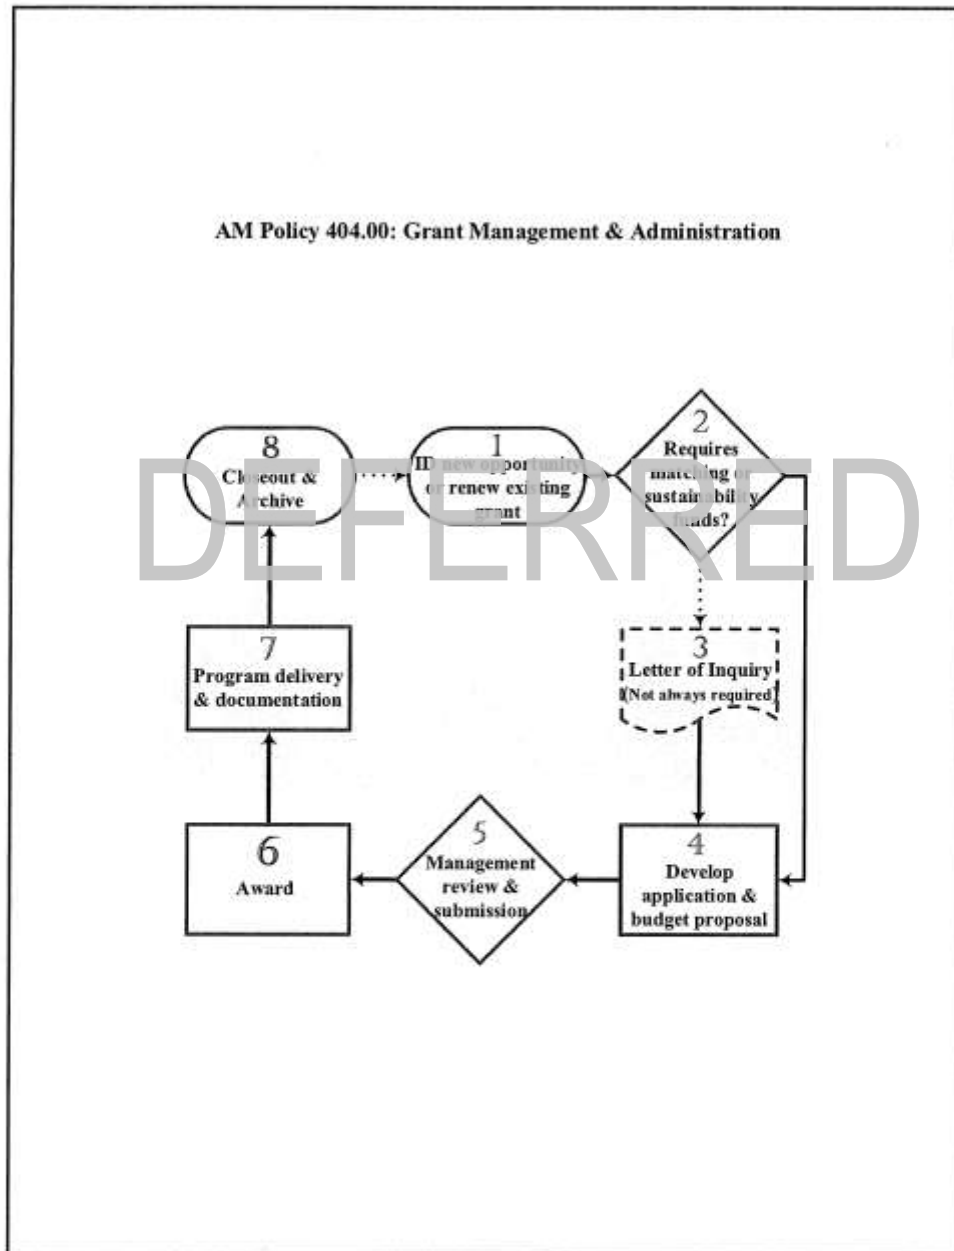 AM Policy 404.00: Grant Management & Administration
8
Closeout &
Archive
1
ID new opportunity
or renew existing
grant
2
Requires
matching or
sustainability
funds?
DEFERRED
7
Program delivery
& documentation
3
Letter of Inquiry
(Not always required)
6
Award
5
Management
review &
submission
4
Develop
application &
budget proposal